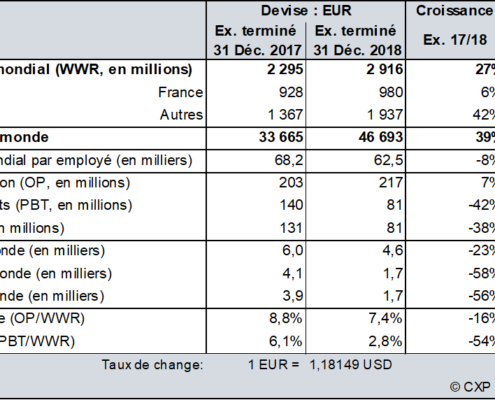 Devise : EUR Croissance
Ex. terminé Ex. terminé Ex. 17/18
31 Déc. 2017 31 Déc. 2018
mondial (WWR, en millions) 2 295 2 916 27%
France 928 980 6%
Autres 1 367 1 937 42%
monde 33 665 46 693 39%
ndial par employé (en milliers) 68,2 62,5 -8%
on (OP, en millions) 203 217 7%
ts (PBT, en millions) 140 81 -42%
n millions) 131 81 -38%
onde (en milliers) 6,0 4,6 -23%
onde (en milliers) 4,1 1,7 -58%
nde (en milliers) 3,9 1,7 -56%
e (OP/WWR) 8,8% 7,4% -16%
PBT/WWR) 6,1% 2,8% -54%
Taux de change: 1 EUR = 1,18149 USD
© CXP